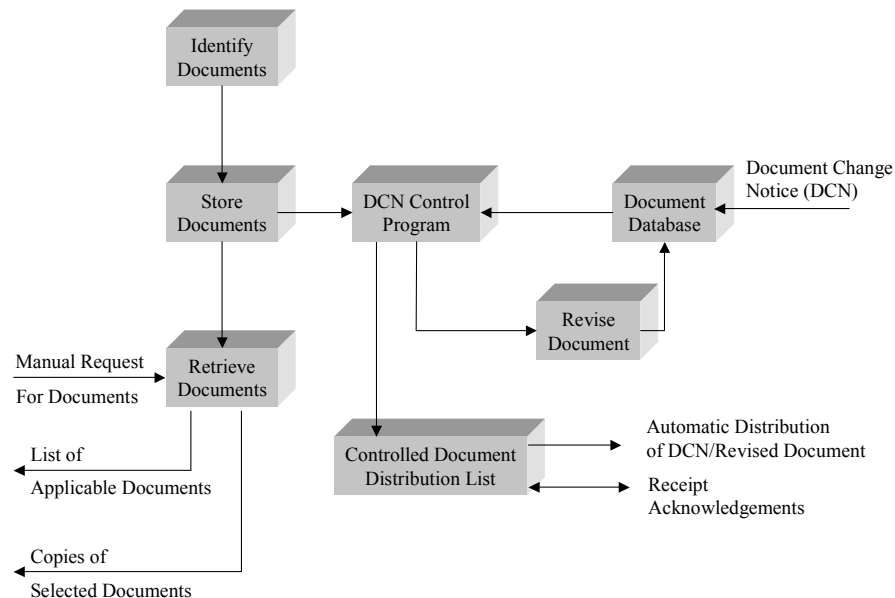 Identify
Documents
Store
Documents
DCN Control
Program
Document
Database
Document Change
Notice (DCN)
Revise
Document
Manual Request
For Documents
Retrieve
Documents
List of
Applicable Documents
Copies of
Selected Documents
Controlled Document
Distribution List
Automatic Distribution
of DCN/Revised Document
Receipt
Acknowledgements